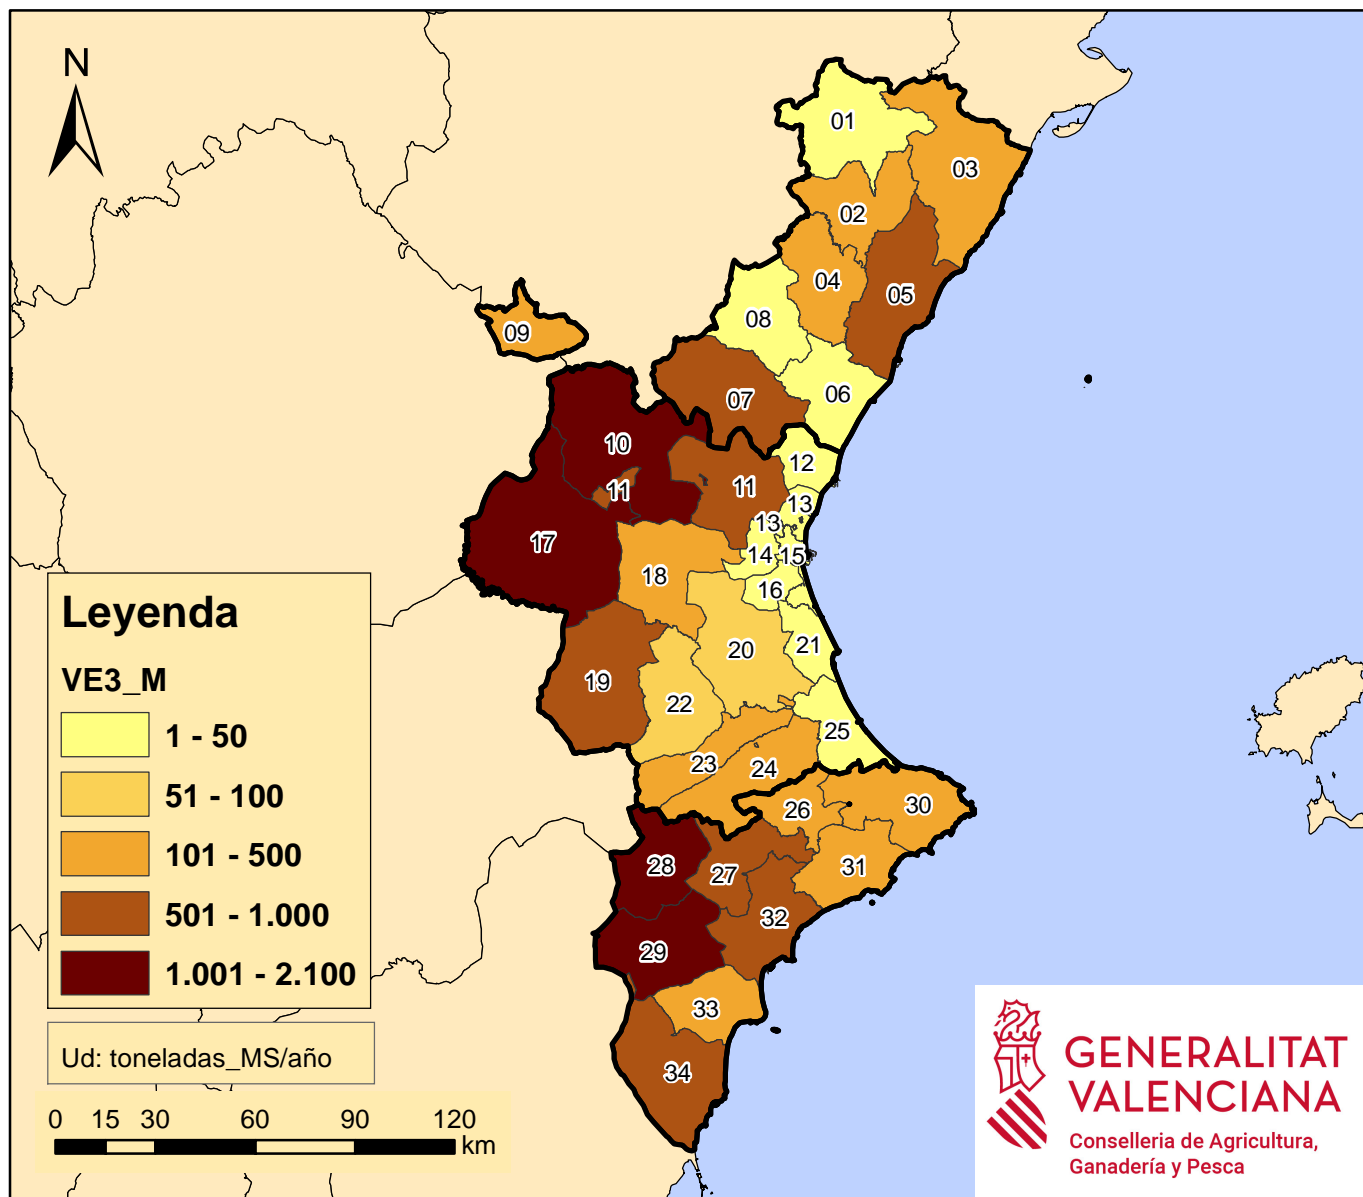 N
01
03
02
04
05
08
09
06
07
10
12
11
11
13
13
17
14
15
18
16
21
20
19
22
25
23
24
26
30
28
27
31
32
29
33
34
Leyenda
VE3_M
1 - 50
51 - 100
101 - 500
501 - 1.000
1.001 - 2.100
Ud: toneladas_MS/año
0 15 30 60 90 120
km
GENERALITAT
VALENCIANA
Conselleria de Agricultura,
Ganadería y Pesca